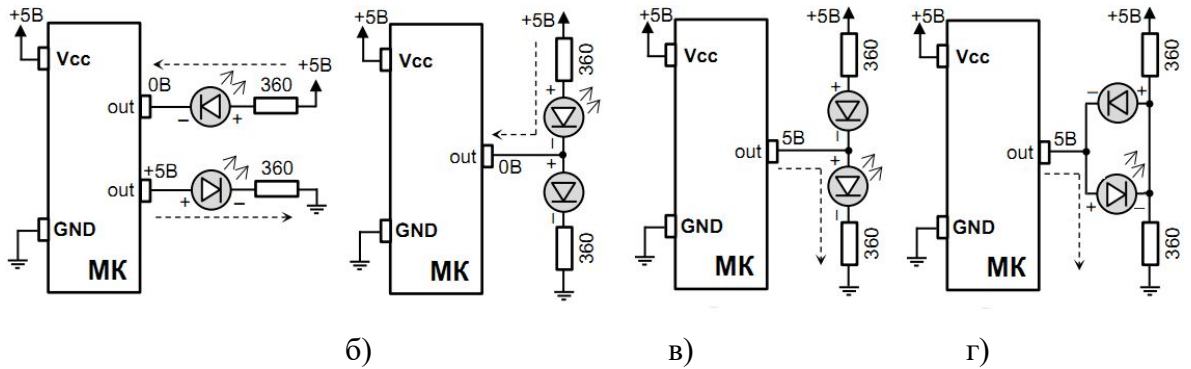 +5В
Vcc
0В
360
+5В
out
− +
+5В
360
out
+ −
GND
МК
+5В
Vcc
+5В
360
+
−
out
0В
+
−
GND
360
МК
б)
+5В
Vcc
+5В
360
+
−
5В
out
+
−
GND
360
МК
в)
+5В
Vcc
+5В
360
− +
5В
out
+ −
GND
360
МК
г)